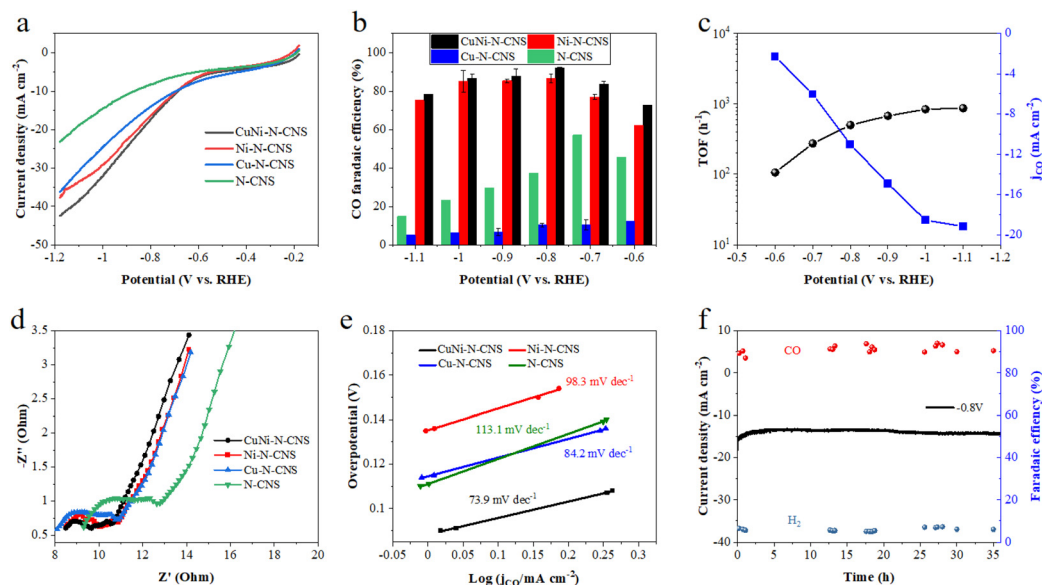 a
Current density (mA cm-2)
0
-10
-20
-30
-40
-50
CuNi-N-CNS
Ni-N-CNS
Cu-N-CNS
N-CNS
-1.2 -1.0 -0.8 -0.6 -0.4 -0.2
Potential (V vs. RHE)
b
CO faradaic efficiency (%)
100
80
60
40
20
0
CuNi-N-CNS Ni-N-CNS
Cu-N-CNS N-CNS
-1.1 -1 -0.9 -0.8 -0.7 -0.6
Potential (V vs. RHE)
c
TOF (h-1)
10⁴
10³
10²
10¹
0
-4
-8
-12
-16
-20
jCO (mA cm-2)
-0.5 -0.6 -0.7 -0.8 -0.9 -1 -1.1 -1.2
Potential (V vs. RHE)
d
-Z'' (Ohm)
3.5
3
2.5
2
1.5
1
0.5
CuNi-N-CNS
Ni-N-CNS
Cu-N-CNS
N-CNS
8 10 12 14 16 18 20
Z' (Ohm)
e
Overpotential (V)
0.18
0.16
0.14
0.12
0.1
CuNi-N-CNS Ni-N-CNS
Cu-N-CNS N-CNS
98.3 mV dec-1
113.1 mV dec-1
84.2 mV dec-1
73.9 mV dec-1
-0.05 0 0.05 0.1 0.15 0.2 0.25 0.3
Log (jCO/mA cm-2)
f
Current density (mA cm-2)
10
0
-10
-20
-30
-40
CO
-0.8V
H2
100
80
60
40
20
0
Faradaic effiency (%)
0 5 10 15 20 25 30 35
Time (h)